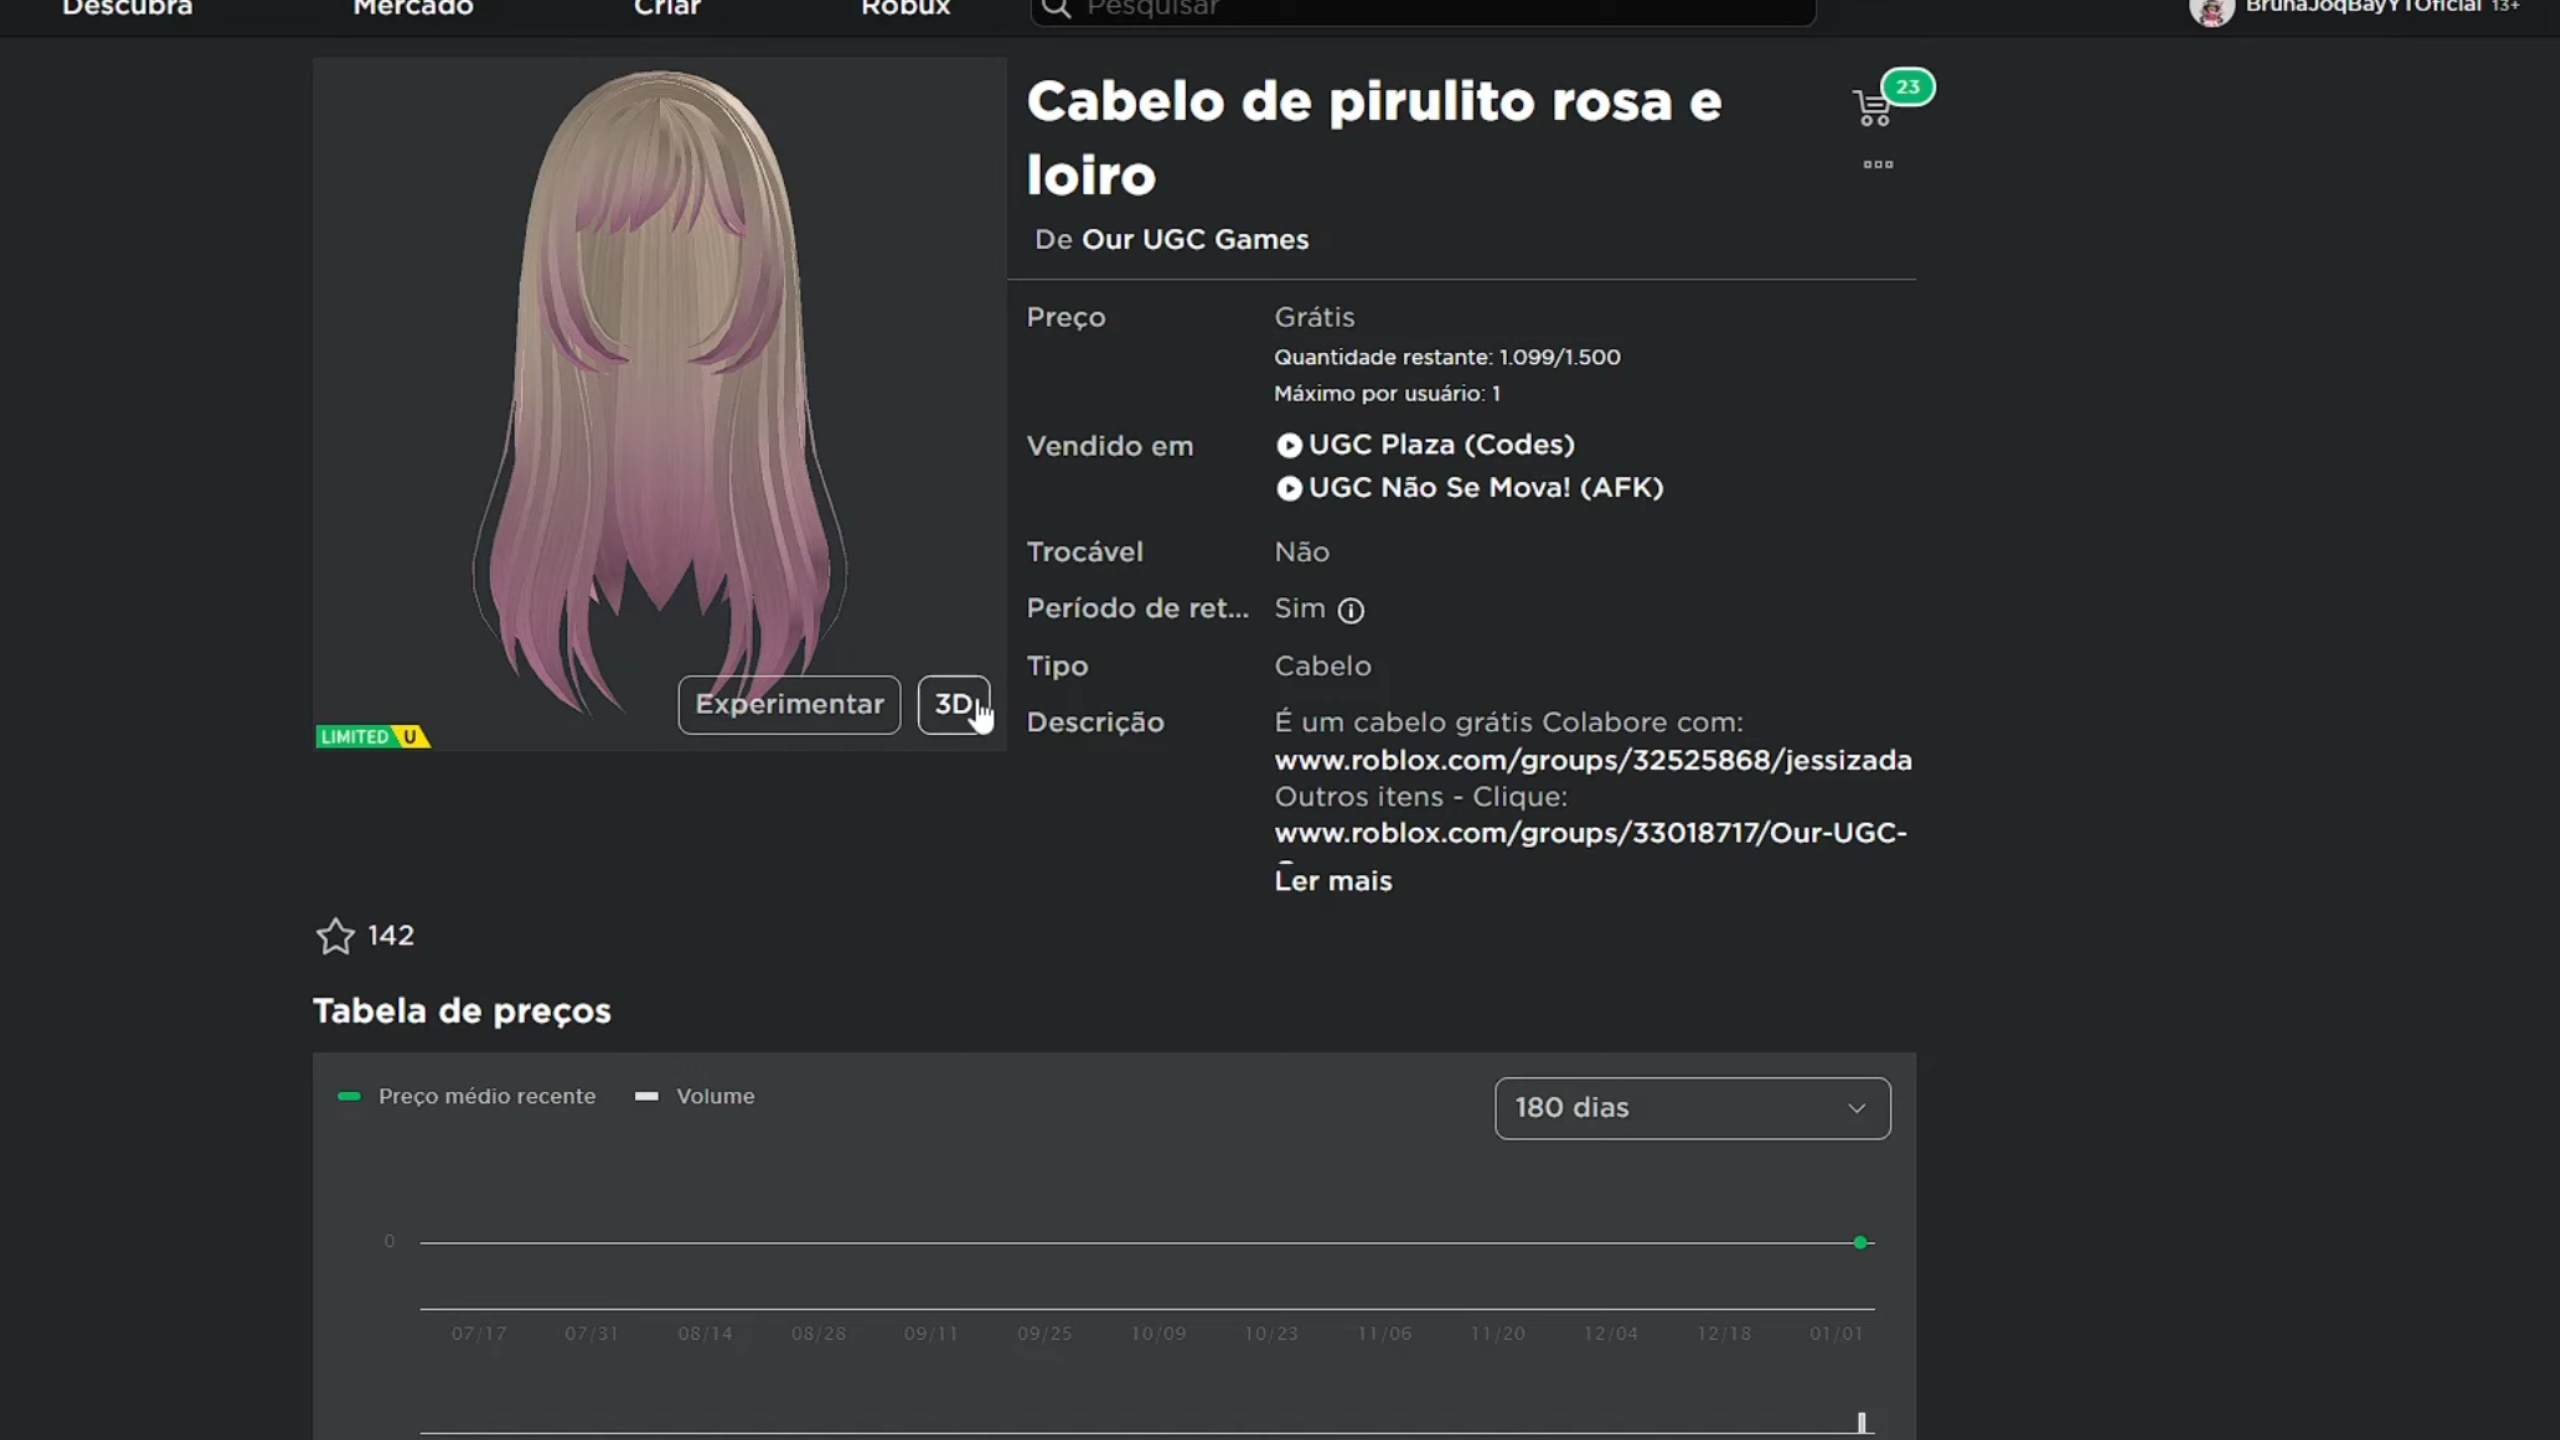 Descubra
Mercado
Criar
Robux
Pesquisar
BrunaJoqBayYTOficial 13+
23
Cabelo de pirulito rosa e
loiro
De Our UGC Games
Preço
Grátis
Quantidade restante: 1.099/1.500
Máximo por usuário: 1
Vendido em
UGC Plaza (Codes)
UGC Não Se Mova! (AFK)
Trocável
Não
Período de ret...
Sim
Tipo
Cabelo
Descrição
É um cabelo grátis Colabore com:
www.roblox.com/groups/32525868/jessizada
Outros itens - Clique:
www.roblox.com/groups/33018717/Our-UGC-
Ler mais
Experimentar
3D
LIMITED U
142
Tabela de preços
Preço médio recente
Volume
180 dias
0
07/17 07/31 08/14 08/28 09/11 09/25 10/09 10/23 11/06 11/20 12/04 12/18 01/01